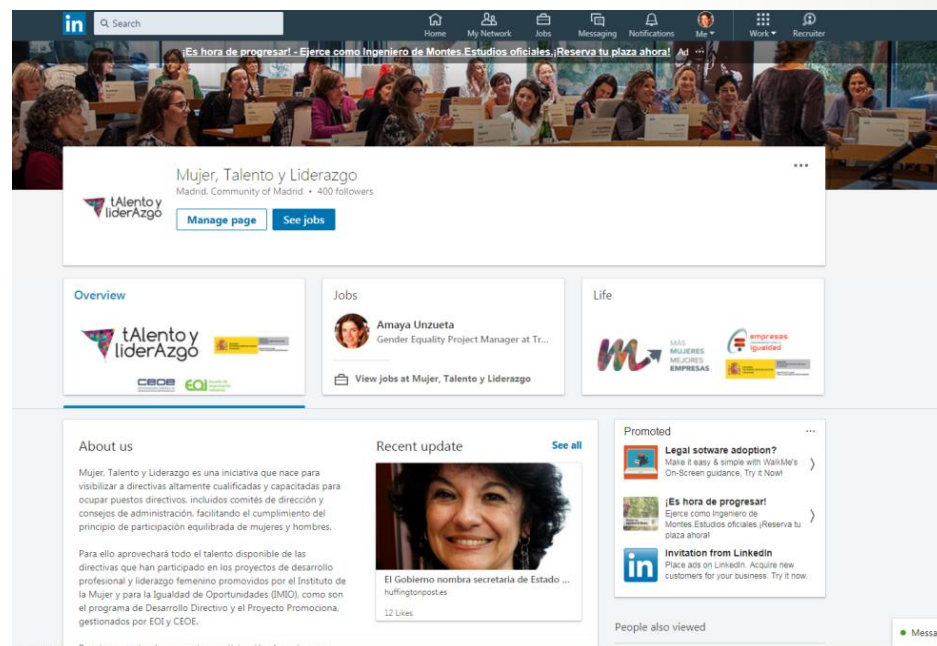 in
Search
Home
My Network
Jobs
Messaging
Notifications
Me
Work
Recruiter
¡Es hora de progresar! - Ejerce como Ingeniero de Montes.Estudios oficiales.¡Reserva tu plaza ahora! Ad ···
tAlento y
liderAzgo
Mujer, Talento y Liderazgo
Madrid, Community of Madrid • 400 followers
Manage page
See jobs
Overview
tAlento y
liderAzgo
CEOE
EOI
Jobs
Amaya Unzueta
Gender Equality Project Manager at Tr...
View jobs at Mujer, Talento y Liderazgo
Life
MÁS
MUJERES
MEJORES
EMPRESAS
empresas
igualdad
About us
Mujer, Talento y Liderazgo es una iniciativa que nace para
visibilizar a directivas altamente cualificadas y capacitadas para
ocupar puestos directivos, incluidos comités de dirección y
consejos de administración, facilitando el cumplimiento del
principio de participación equilibrada de mujeres y hombres.
Para ello aprovechará todo el talento disponible de las
directivas que han participado en los proyectos de desarrollo
profesional y liderazgo femenino promovidos por el Instituto de
la Mujer y para la Igualdad de Oportunidades (IMIO), como son
el programa de Desarrollo Directivo y el Proyecto Promociona,
gestionados por EOI y CEOE.
Recent update
See all
El Gobierno nombra secretaria de Estado ...
huffingtonpost.es
12 Likes
Promoted
Legal sotware adoption?
Make it easy & simple with WalkMe's
On-Screen guidance, Try it Now!
¡Es hora de progresar!
Ejerce como Ingeniero de
Montes.Estudios oficiales.¡Reserva tu
plaza ahora!
in
Invitation from LinkedIn
Place ads on LinkedIn. Acquire new
customers for your business. Try it now.
People also viewed
Messa